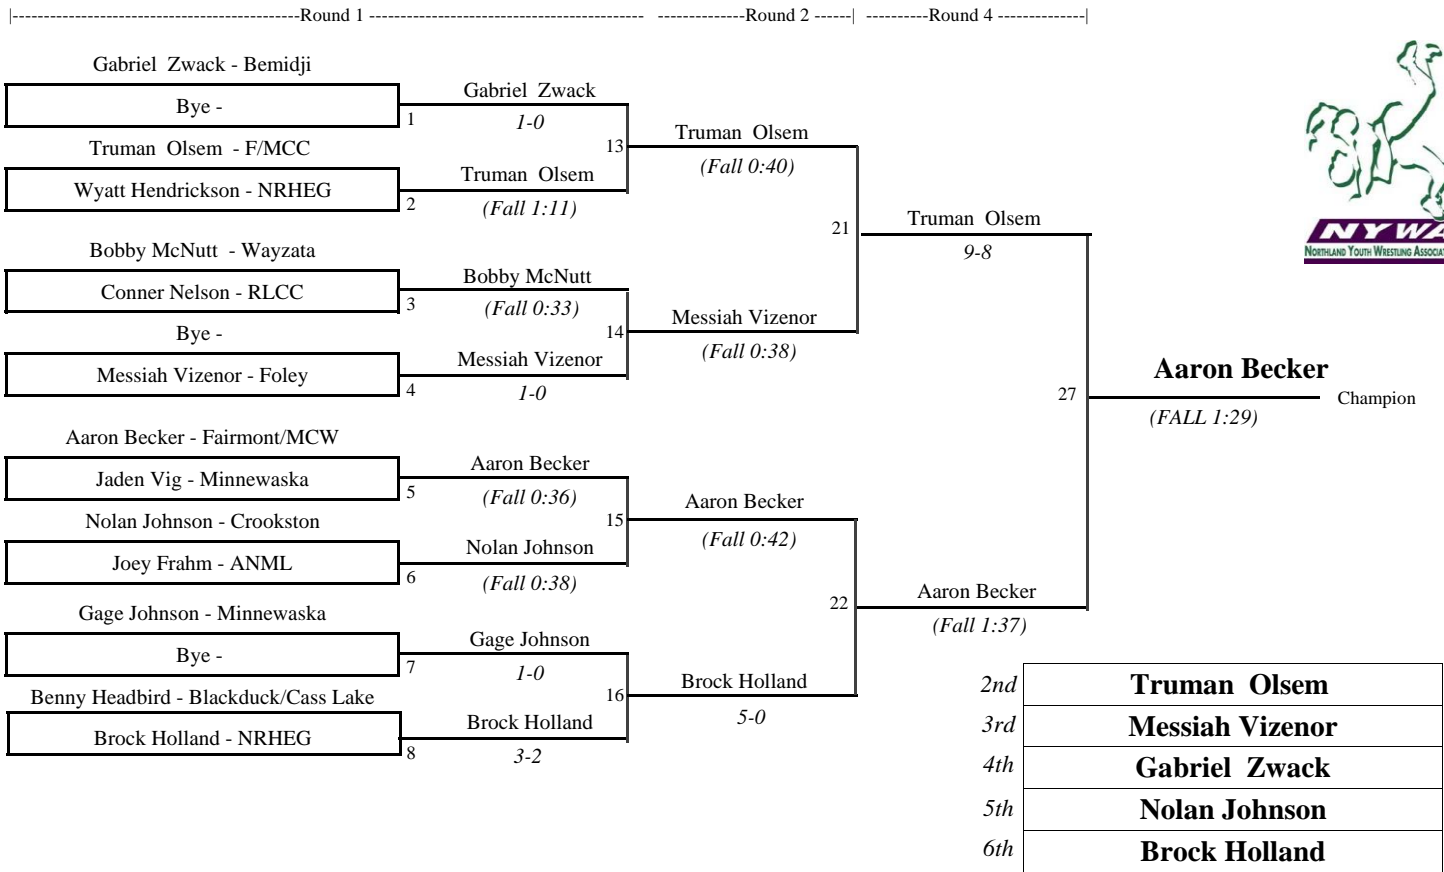 |----------------------------------------------Round 1 -------------------------------------------- --------------Round 2 ------| ----------Round 4 --------------|
Gabriel Zwack - Bemidji
Bye -
1
Truman Olsem - F/MCC
Wyatt Hendrickson - NRHEG
2
Bobby McNutt - Wayzata
Conner Nelson - RLCC
3
Bye -
Messiah Vizenor - Foley
4
Aaron Becker - Fairmont/MCW
Jaden Vig - Minnewaska
5
Nolan Johnson - Crookston
Joey Frahm - ANML
6
Gage Johnson - Minnewaska
Bye -
7
Benny Headbird - Blackduck/Cass Lake
Brock Holland - NRHEG
8
Gabriel Zwack
1-0
13
Truman Olsem
(Fall 1:11)
Bobby McNutt
(Fall 0:33)
14
Messiah Vizenor
1-0
Aaron Becker
(Fall 0:36)
15
Nolan Johnson
(Fall 0:38)
Gage Johnson
1-0
16
Brock Holland
3-2
Truman Olsem
(Fall 0:40)
21
Messiah Vizenor
(Fall 0:38)
Aaron Becker
(Fall 0:42)
22
Brock Holland
5-0
Truman Olsem
9-8
27
Aaron Becker
(Fall 1:37)
Aaron Becker
Champion
(FALL 1:29)
NYWA
NORTHLAND YOUTH WRESTLING
2nd Truman Olsem
3rd Messiah Vizenor
4th Gabriel Zwack
5th Nolan Johnson
6th Brock Holland